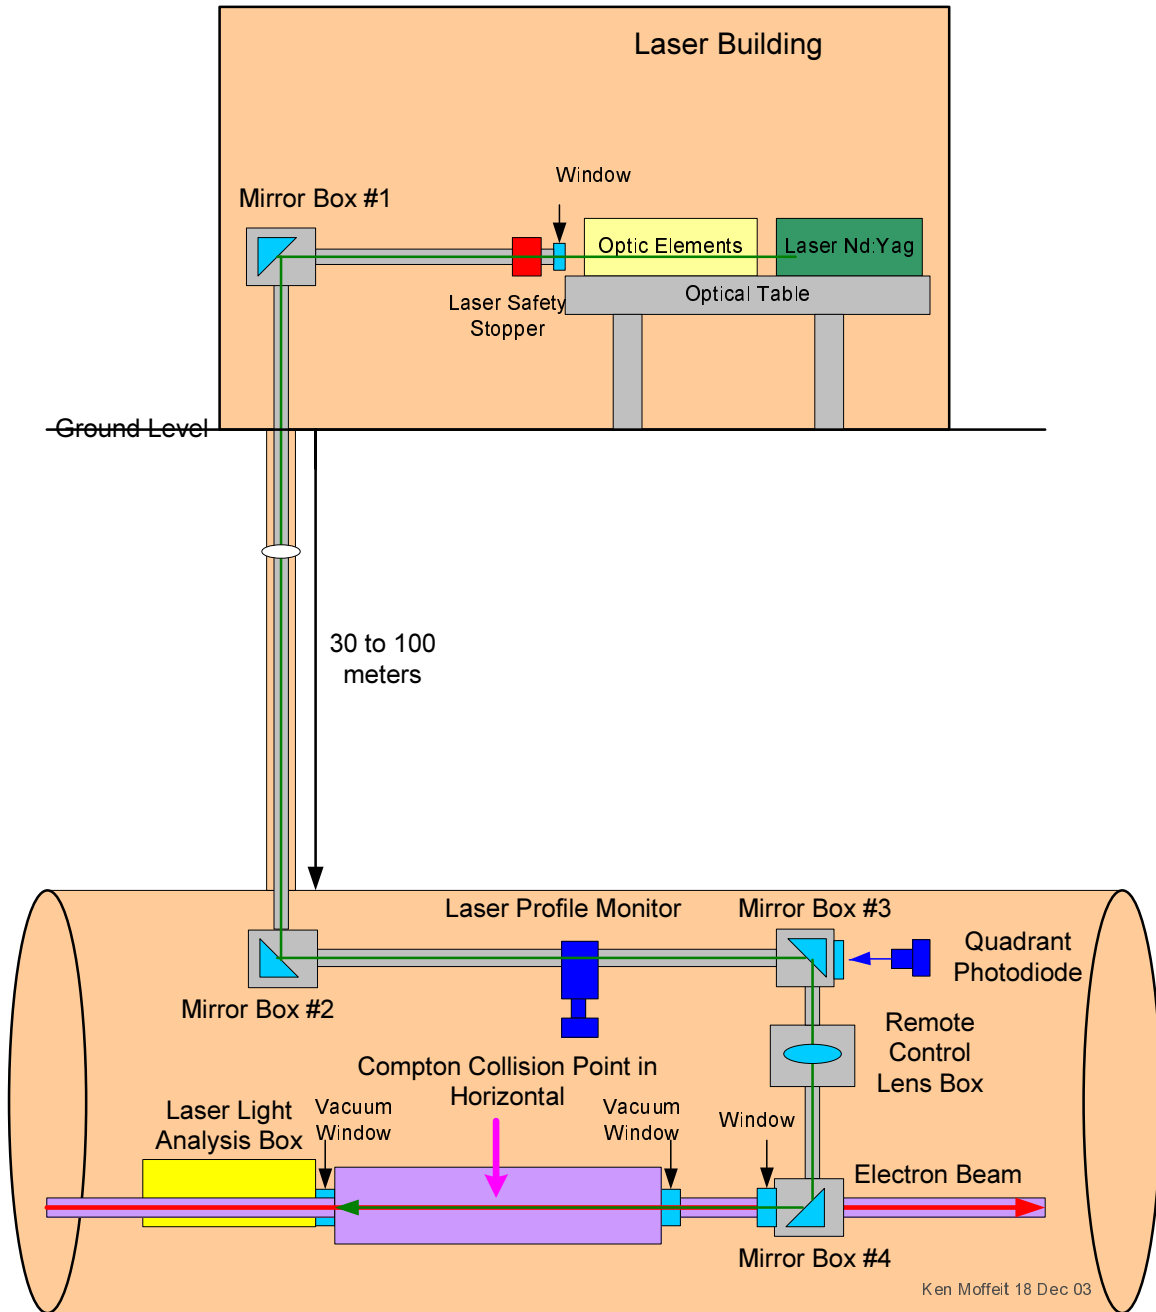 Laser Building
Window
Mirror Box #1
Optic Elements
Laser Nd:Yag
Optical Table
Laser Safety
Stopper
Ground Level
30 to 100
meters
Laser Profile Monitor
Mirror Box #3
Quadrant
Photodiode
Mirror Box #2
Remote
Control
Lens Box
Compton Collision Point in
Horizontal
Laser Light
Analysis Box
Vacuum
Window
Vacuum
Window
Window
Electron Beam
Mirror Box #4
Ken Moffeit 18 Dec 03